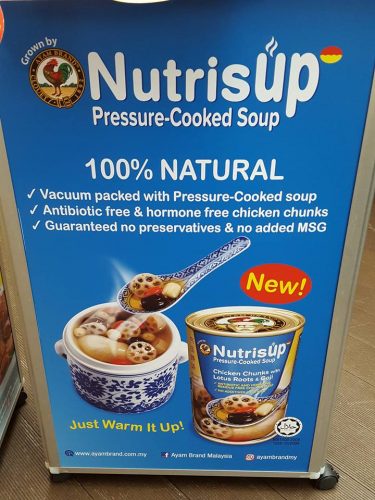 Grown by
AYAM BRAND
Nutrisup
Pressure-Cooked Soup
100% NATURAL
✓ Vacuum packed with Pressure-Cooked soup
✓ Antibiotic free & hormone free chicken chunks
✓ Guaranteed no preservatives & no added MSG
New!
Nutrisup
Pressure-Cooked Soup
Chicken Chunks with
Lotus Roots & Goji
Just Warm It Up!
www.ayambrand.com.my
Ayam Brand Malaysia
ayambrandmy